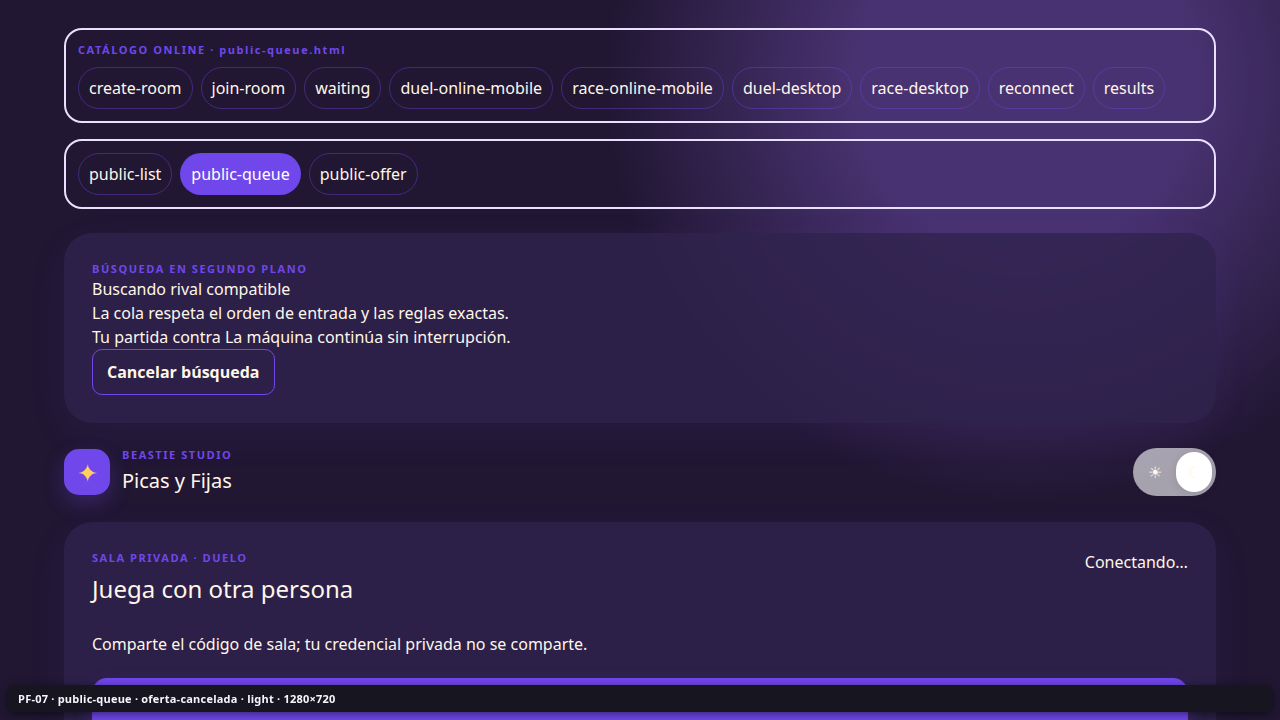 CATÁLOGO ONLINE · public-queue.html
create-room join-room waiting duel-online-mobile race-online-mobile duel-desktop race-desktop reconnect results
public-list public-queue public-offer
BÚSQUEDA EN SEGUNDO PLANO
Buscando rival compatible
La cola respeta el orden de entrada y las reglas exactas.
Tu partida contra La máquina continúa sin interrupción.
Cancelar búsqueda
BEASTIE STUDIO
Picas y Fijas
SALA PRIVADA · DUELO
Conectando…
Juega con otra persona
Comparte el código de sala; tu credencial privada no se comparte.
PF-07 · public-queue · oferta-cancelada · light · 1280×720